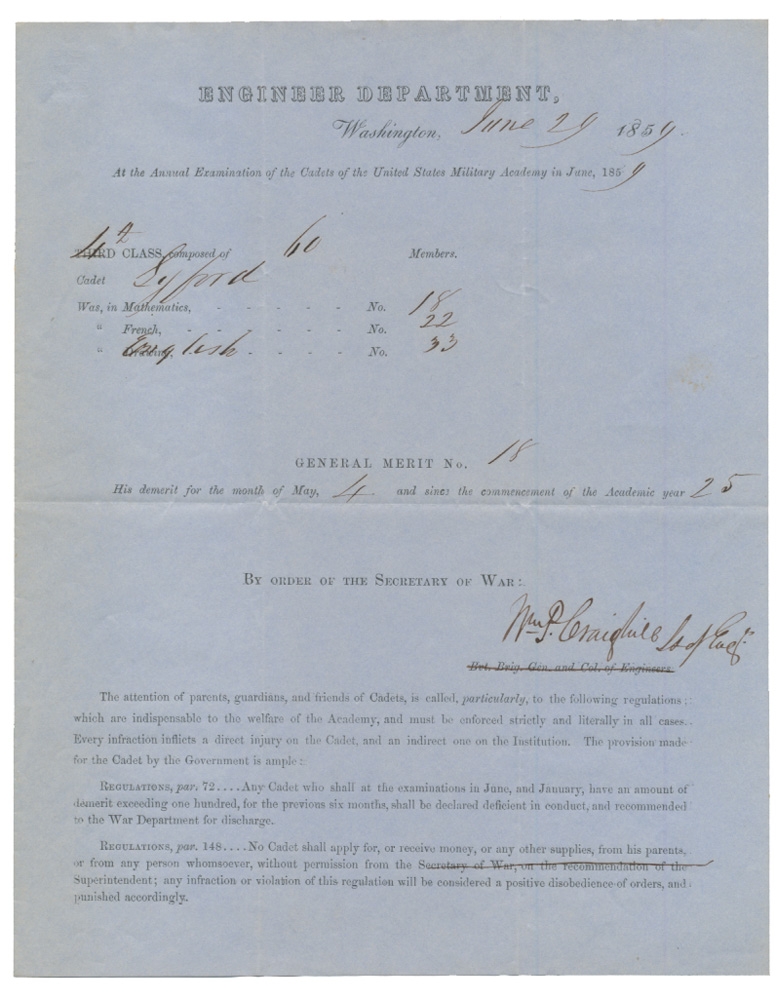 ENGINEER DEPARTMENT,
Washington, June 29 1859.
At the Annual Examination of the Cadets of the United States Military Academy in June, 1859
4th
THIRD CLASS, composed of 60 Members.
Cadet Lyford
Was, in Mathematics, - - - - - No. 18
" French, - - - - - No. 22
" English - - - - No. 33
GENERAL MERIT No. 18
His demerit for the month of May, 4. and since the commencement of the Academic year 25
BY ORDER OF THE SECRETARY OF WAR:
Wm. P. Craighill Lt of Eng.
Bvt. Brig. Gen. and Col. of Engineers.
The attention of parents, guardians, and friends of Cadets, is called, particularly, to the following regulations;
which are indispensable to the welfare of the Academy, and must be enforced strictly and literally in all cases.
Every infraction inflicts a direct injury on the Cadet, and an indirect one on the Institution. The provision made
for the Cadet by the Government is ample:
REGULATIONS, par. 72....Any Cadet who shall at the examinations in June, and January, have an amount of
demerit exceeding one hundred, for the previous six months, shall be declared deficient in conduct, and recommended
to the War Department for discharge.
REGULATIONS, par. 148....No Cadet shall apply for, or receive money, or any other supplies, from his parents,
or from any person whomsoever, without permission from the Secretary of War, on the recommendation of the
Superintendent; any infraction or violation of this regulation will be considered a positive disobedience of orders, and
punished accordingly.